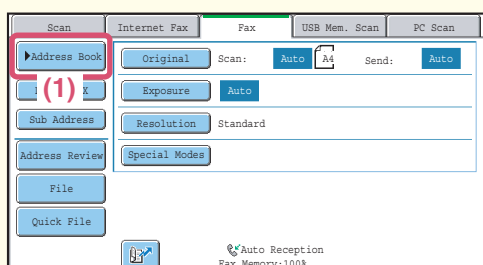 Scan Internet Fax Fax USB Mem. Scan PC Scan
Address Book Original Scan: Auto A4 Send: Auto
(1) X Exposure Auto
Sub Address Resolution Standard
Address Review Special Modes
File
Quick File
Auto Reception
Fax Memory:100%